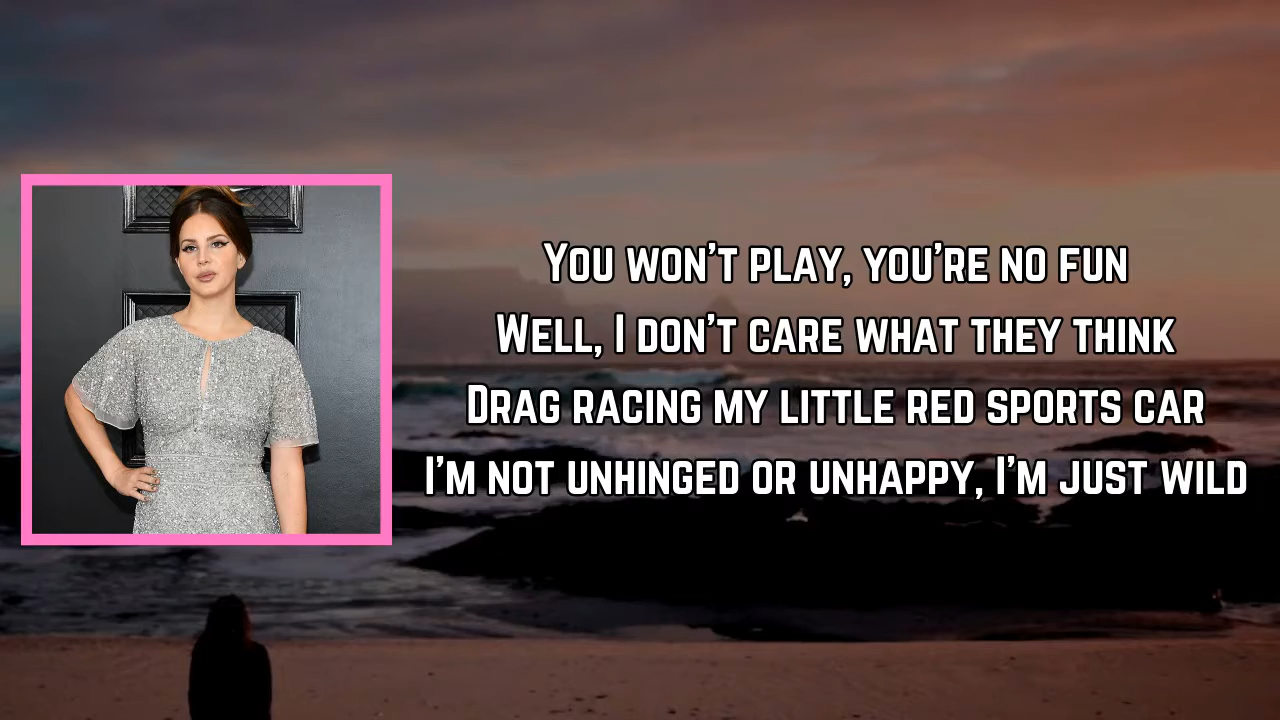 You won't play, you're no fun
Well, I don't care what they think
Drag racing my little red sports car
I'm not unhinged or unhappy, I'm just wild